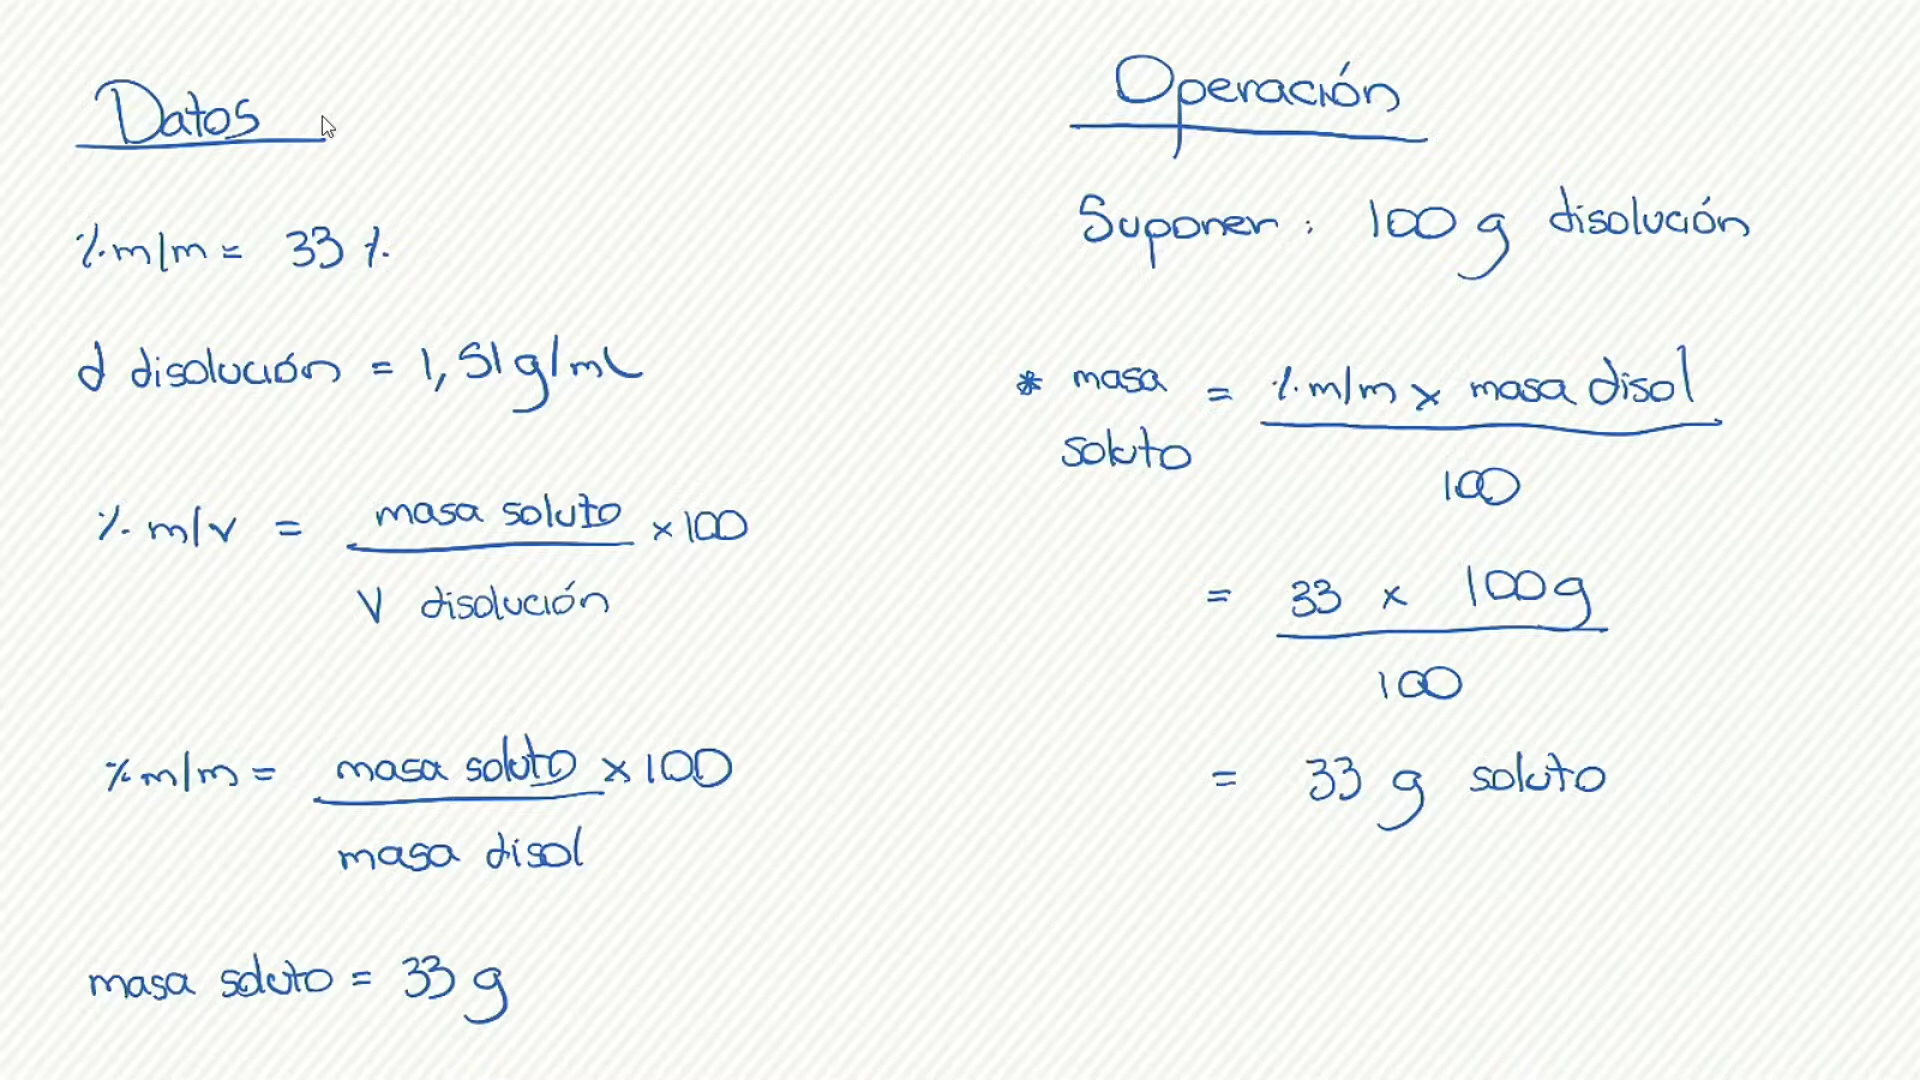 Datos
%m/m = 33 %
d disolución = 1,51 g/mL
% m/v = masa soluto x 100
V disolución
% m/m = masa soluto x 100
masa disol
masa soluto = 33 g
Operación
Suponer : 100 g disolución
* masa soluto = % m/m x masa disol
100
= 33 x 100g
100
= 33 g soluto